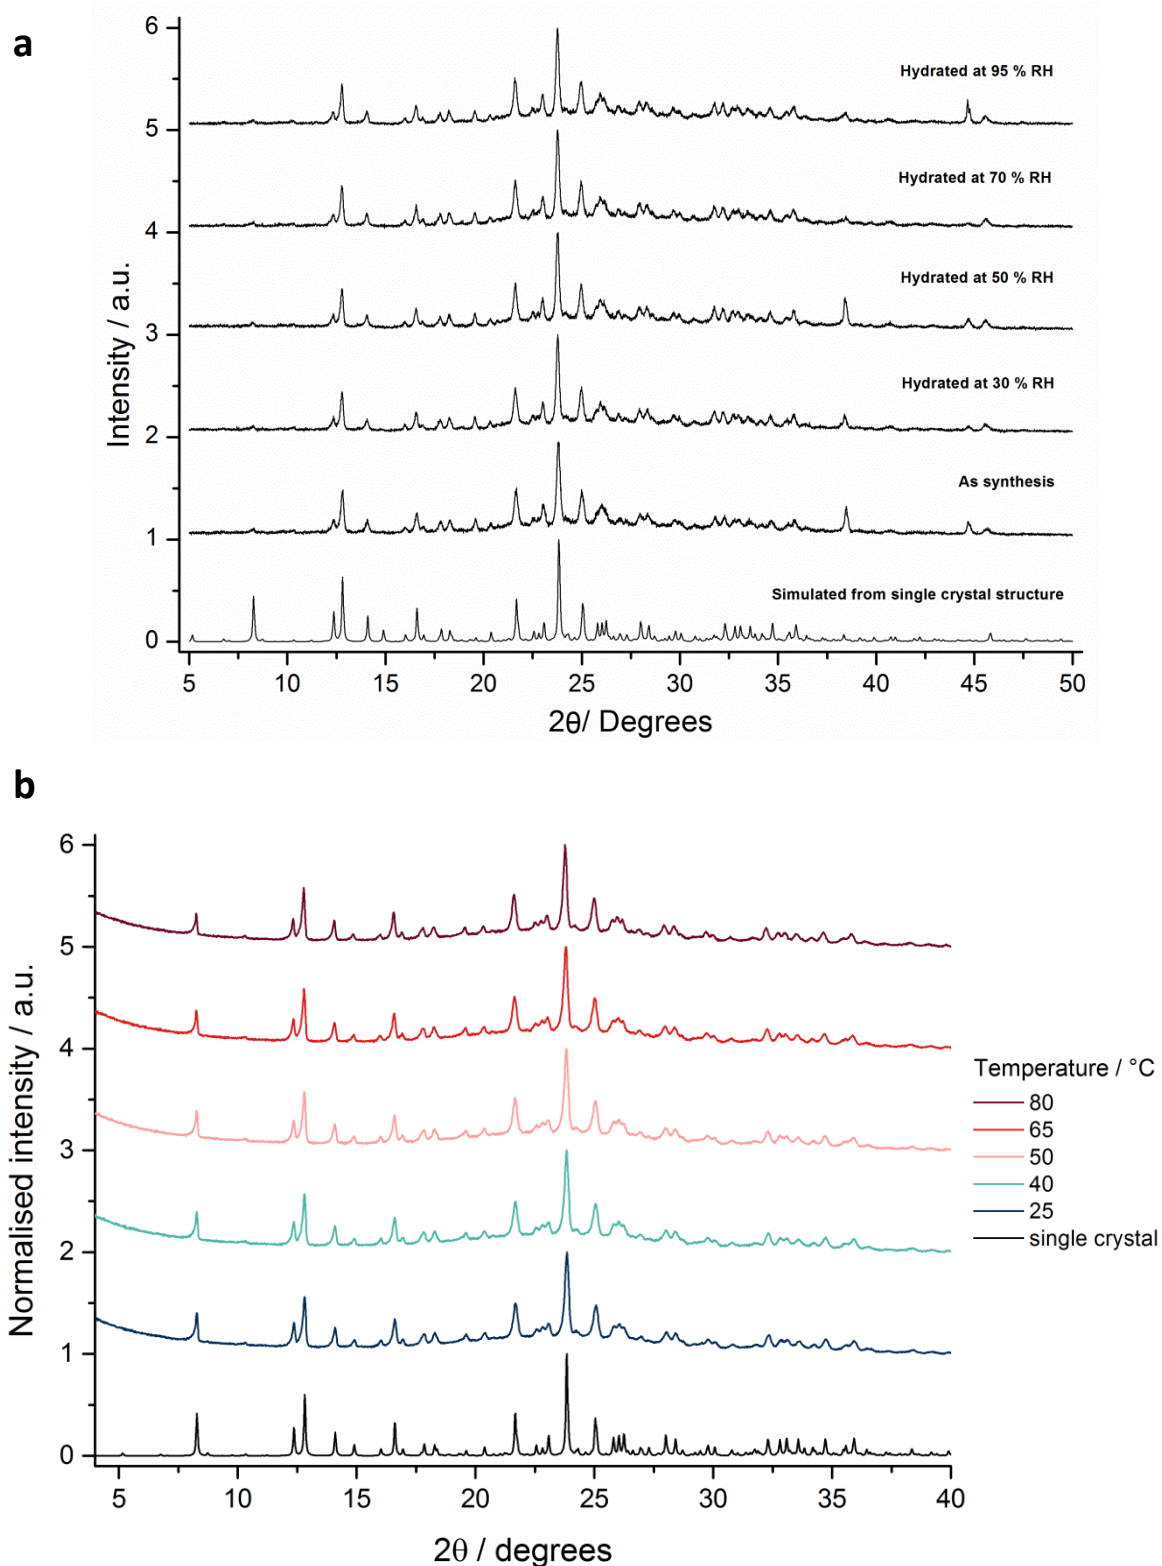 a
6
Hydrated at 95 % RH
5
Hydrated at 70 % RH
4
Hydrated at 50 % RH
3
Hydrated at 30 % RH
2
As synthesis
1
Simulated from single crystal structure
0
Intensity / a.u.
5 10 15 20 25 30 35 40 45 50
2θ/ Degrees
b
6
5
4
3
2
1
0
Normalised intensity / a.u.
Temperature / °C
80
65
50
40
25
single crystal
5 10 15 20 25 30 35 40
2θ / degrees